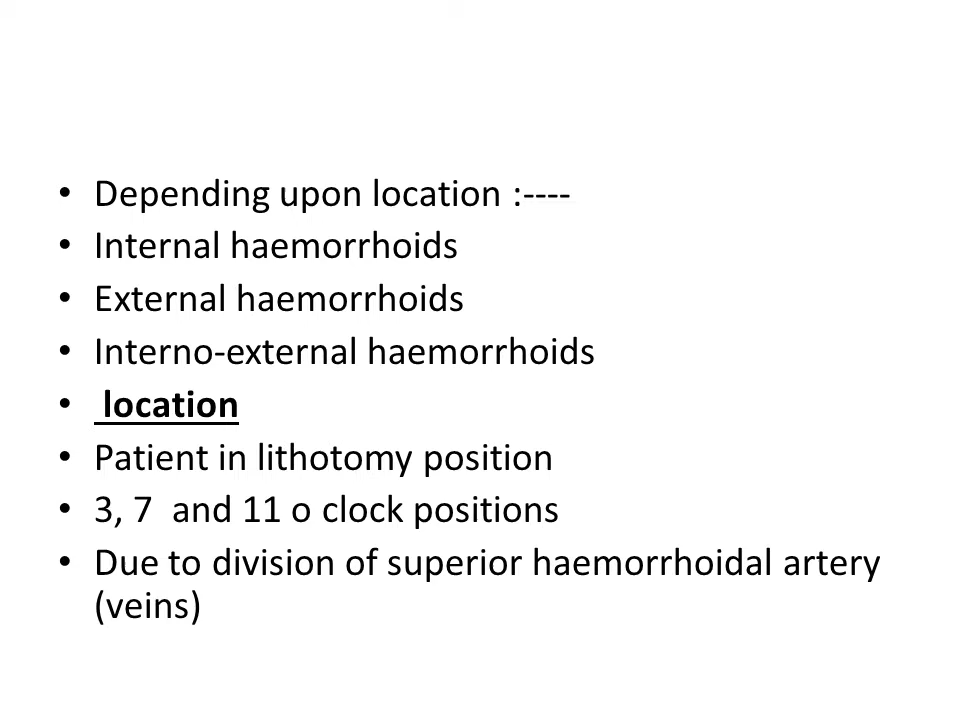 • Depending upon location :----
• Internal haemorrhoids
• External haemorrhoids
• Interno-external haemorrhoids
• location
• Patient in lithotomy position
• 3, 7  and 11 o clock positions
• Due to division of superior haemorrhoidal artery
(veins)